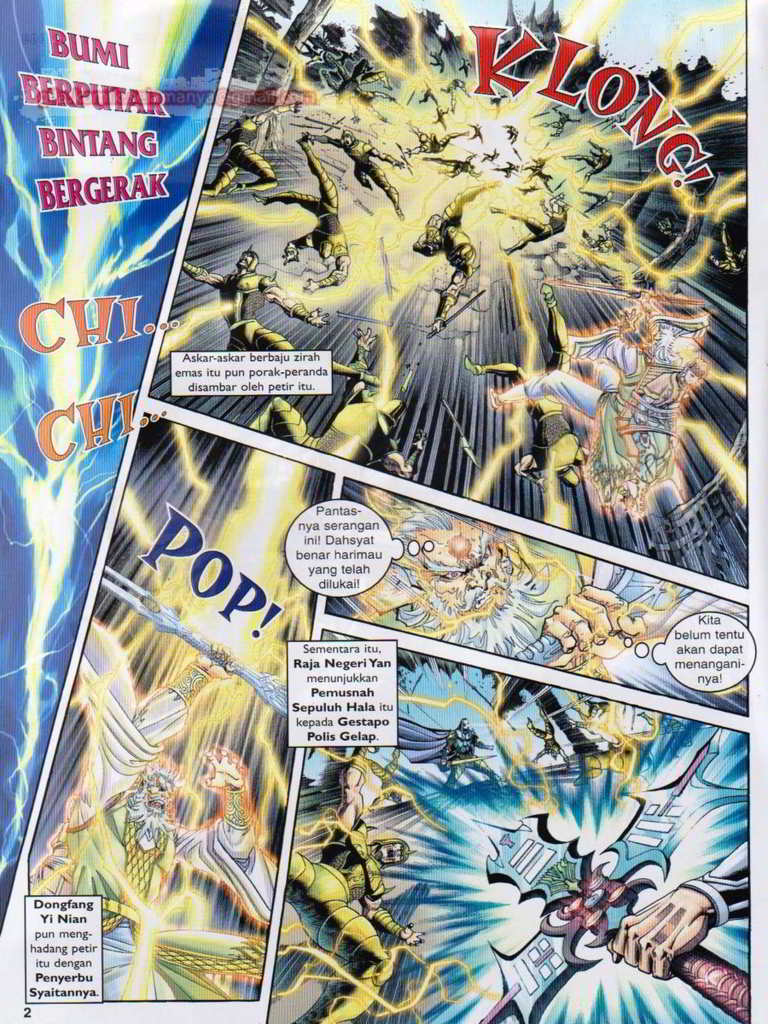 BUMI
BERPUTAR
BINTANG
BERGERAK
CHI...
CHI...
KLONG!
Askar-askar berbaju zirah
emas itu pun porak-peranda
disambar oleh petir itu.
POP!
Pantas-
nya serangan
ini! Dahsyat
benar harimau
yang telah
dilukai!
Kita
belum tentu
akan dapat
menangani-
nya!
Sementara itu,
Raja Negeri Yan
menunjukkan
Pemusnah
Sepuluh Hala itu
kepada Gestapo
Polis Gelap.
Dongfang
Yi Nian
pun meng-
hadang petir
itu dengan
Penyerbu
Syaitannya.
2